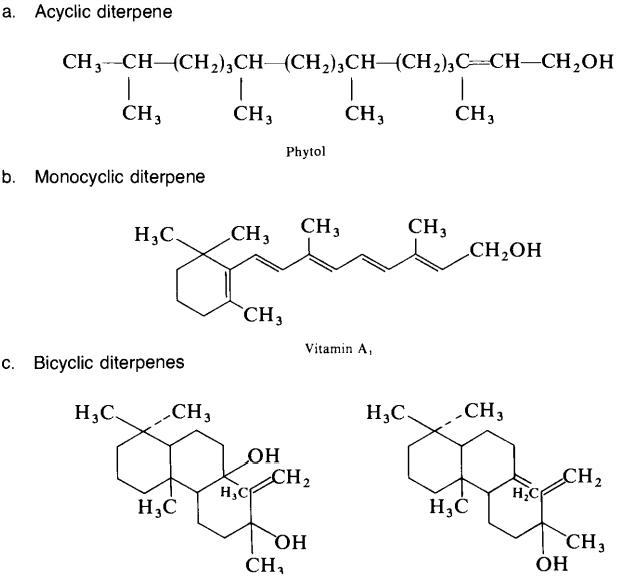 a. Acyclic diterpene
CH₃—CH—(CH₂)₃CH—(CH₂)₃CH—(CH₂)₃C=CH—CH₂OH
CH₃ CH₃ CH₃ CH₃
Phytol
b. Monocyclic diterpene
H₃C CH₃ CH₃ CH₃ CH₂OH
CH₃
Vitamin A₁
c. Bicyclic diterpenes
H₃C CH₃ H₃C CH₃
OH
H₃C CH₂ H₂C CH₂
H₃C H₃C
OH CH₃
CH₃ OH